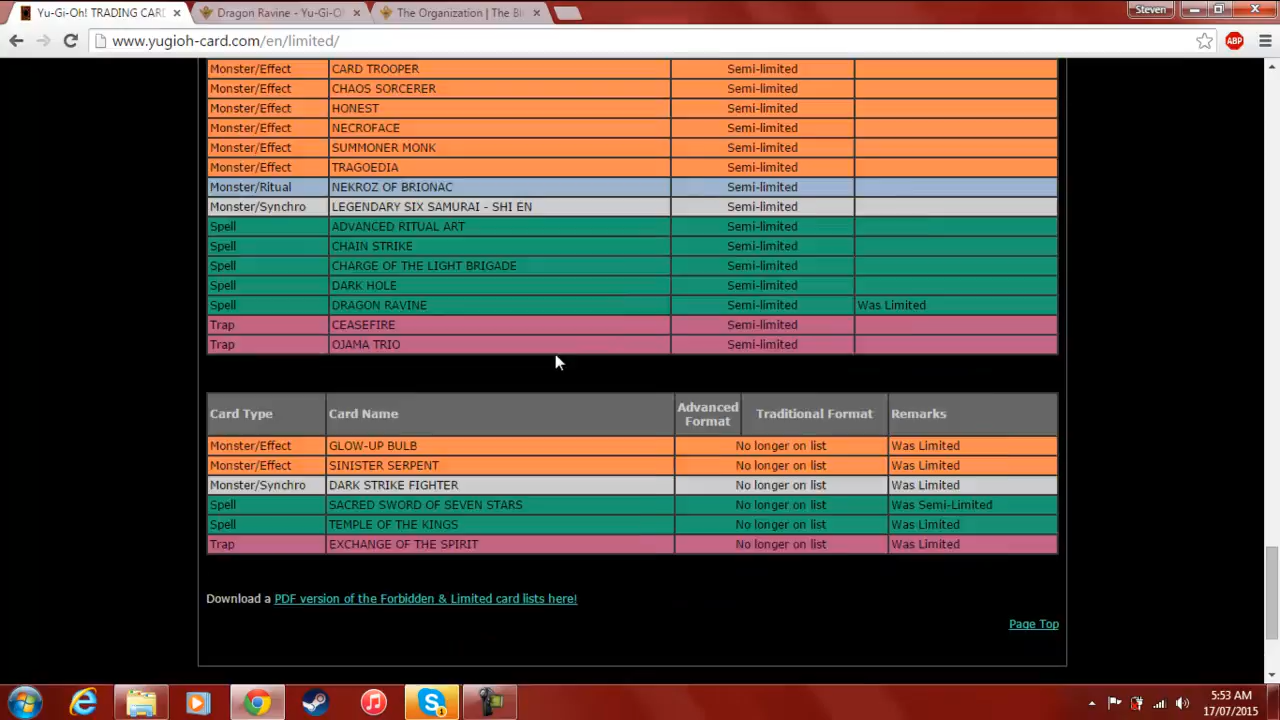 Yu-Gi-Oh! TRADING CARD
Dragon Ravine - Yu-Gi-O
The Organization | The Bl
Steven
www.yugioh-card.com/en/limited/
ABP
Monster/Effect CARD TROOPER Semi-limited
Monster/Effect CHAOS SORCERER Semi-limited
Monster/Effect HONEST Semi-limited
Monster/Effect NECROFACE Semi-limited
Monster/Effect SUMMONER MONK Semi-limited
Monster/Effect TRAGOEDIA Semi-limited
Monster/Ritual NEKROZ OF BRIONAC Semi-limited
Monster/Synchro LEGENDARY SIX SAMURAI - SHI EN Semi-limited
Spell ADVANCED RITUAL ART Semi-limited
Spell CHAIN STRIKE Semi-limited
Spell CHARGE OF THE LIGHT BRIGADE Semi-limited
Spell DARK HOLE Semi-limited
Spell DRAGON RAVINE Semi-limited Was Limited
Trap CEASEFIRE Semi-limited
Trap OJAMA TRIO Semi-limited
Card Type Card Name Advanced Format Traditional Format Remarks
Monster/Effect GLOW-UP BULB No longer on list Was Limited
Monster/Effect SINISTER SERPENT No longer on list Was Limited
Monster/Synchro DARK STRIKE FIGHTER No longer on list Was Limited
Spell SACRED SWORD OF SEVEN STARS No longer on list Was Semi-Limited
Spell TEMPLE OF THE KINGS No longer on list Was Limited
Trap EXCHANGE OF THE SPIRIT No longer on list Was Limited
Download a PDF version of the Forbidden & Limited card lists here!
Page Top
5:53 AM
17/07/2015